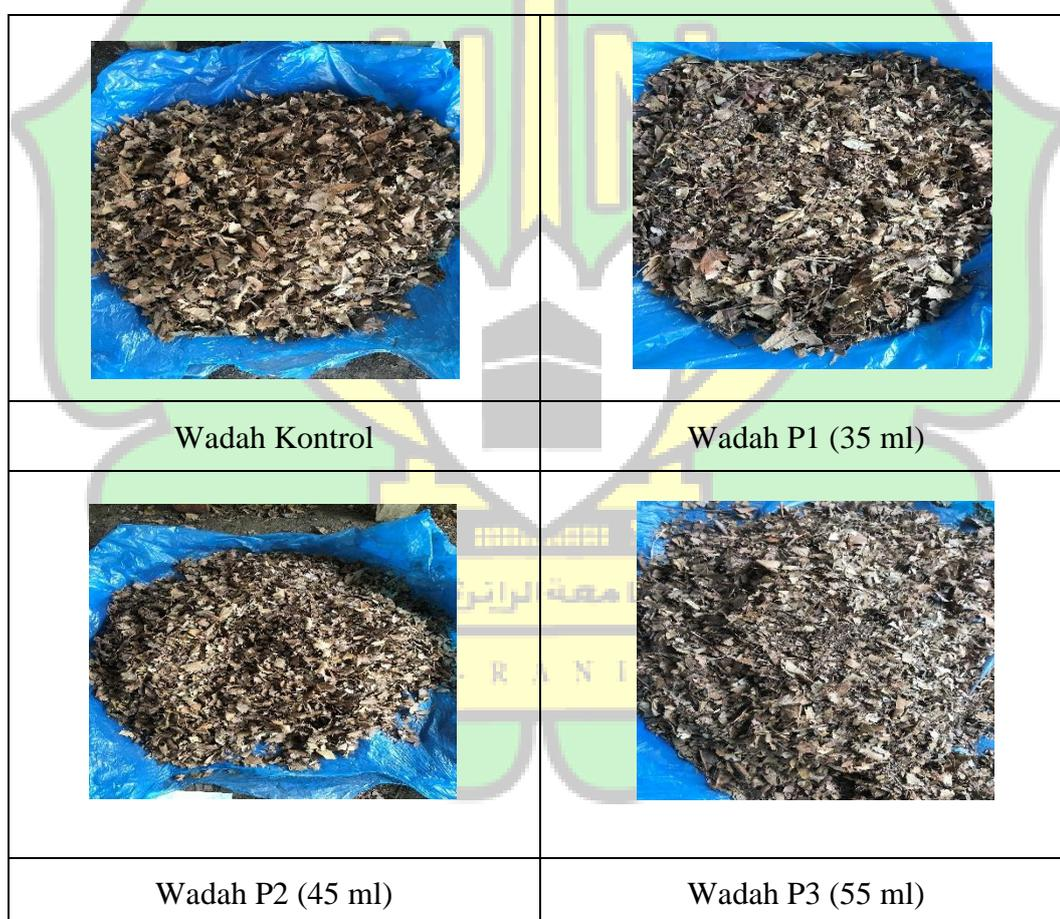 Wadah Kontrol
Wadah P1 (35 ml)
- R A N I
Wadah P2 (45 ml)
Wadah P3 (55 ml)